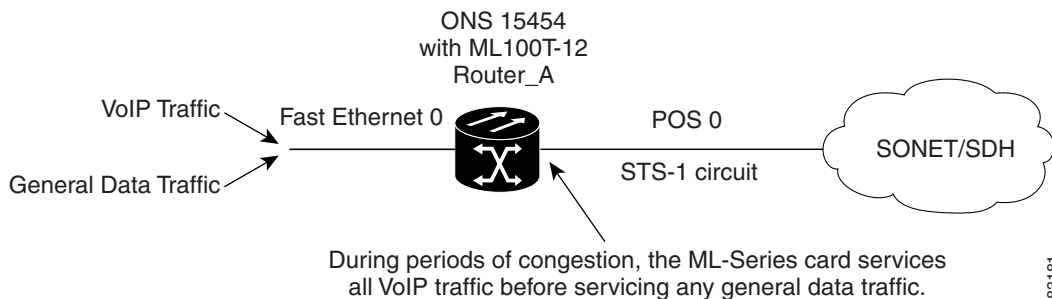 ONS 15454
with ML100T-12
Router_A
VoIP Traffic
General Data Traffic
Fast Ethernet 0
POS 0
STS-1 circuit
SONET/SDH
During periods of congestion, the ML-Series card services
all VoIP traffic before servicing any general data traffic.